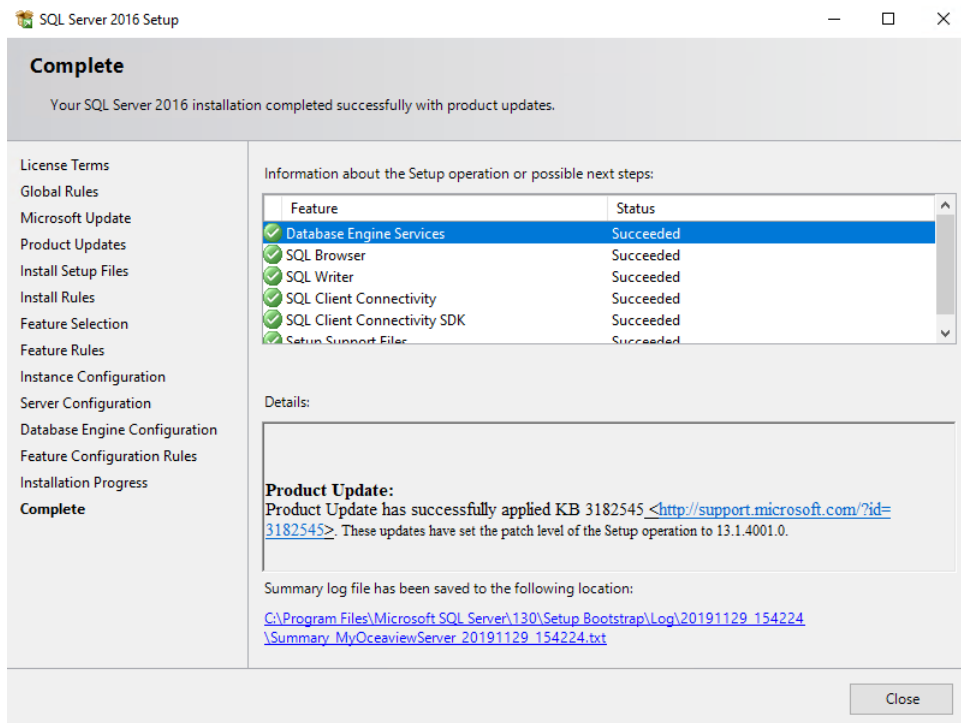 SQL Server 2016 Setup
Complete
Your SQL Server 2016 installation completed successfully with product updates.
License Terms
Global Rules
Microsoft Update
Product Updates
Install Setup Files
Install Rules
Feature Selection
Feature Rules
Instance Configuration
Server Configuration
Database Engine Configuration
Feature Configuration Rules
Installation Progress
Complete
Information about the Setup operation or possible next steps:
Feature Status
Database Engine Services Succeeded
SQL Browser Succeeded
SQL Writer Succeeded
SQL Client Connectivity Succeeded
SQL Client Connectivity SDK Succeeded
Setup Support Files Succeeded
Details:
Product Update:
Product Update has successfully applied KB 3182545 <http://support.microsoft.com/?id=
3182545>. These updates have set the patch level of the Setup operation to 13.1.4001.0.
Summary log file has been saved to the following location:
C:\Program Files\Microsoft SQL Server\130\Setup Bootstrap\Log\20191129_154224
\Summary_MyOceaviewServer_20191129_154224.txt
Close